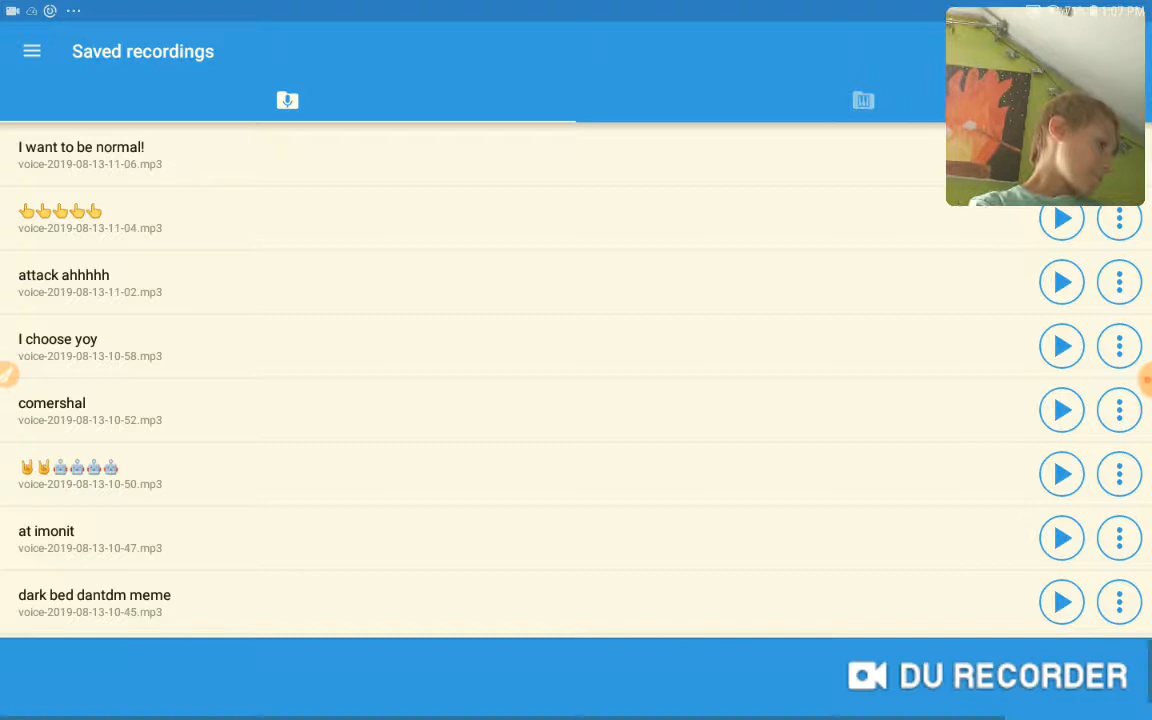 1:07 PM
Saved recordings
I want to be normal!
voice-2019-08-13-11-06.mp3
👆👆👆👆👆
voice-2019-08-13-11-04.mp3
attack ahhhhh
voice-2019-08-13-11-02.mp3
I choose yoy
voice-2019-08-13-10-58.mp3
comershal
voice-2019-08-13-10-52.mp3
🤘🤘🤖🤖🤖🤖
voice-2019-08-13-10-50.mp3
at imonit
voice-2019-08-13-10-47.mp3
dark bed dantdm meme
voice-2019-08-13-10-45.mp3
DU RECORDER